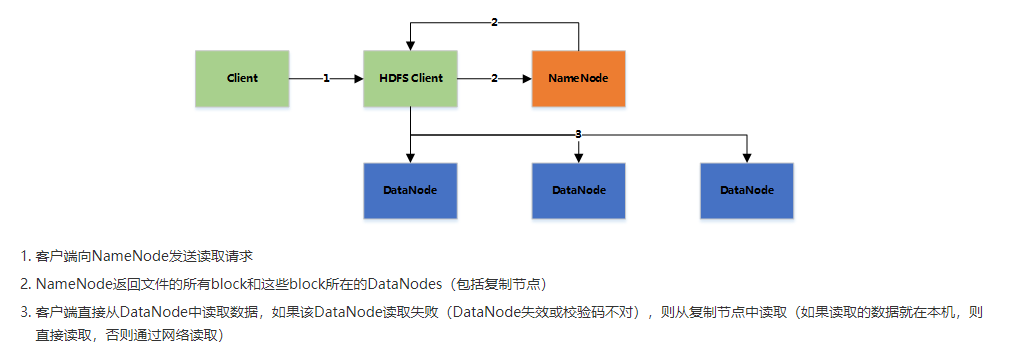 2
Client
1
HDFS Client
2
NameNode
3
DataNode
DataNode
DataNode
1. 客户端向NameNode发送读取请求
2. NameNode返回文件的所有block和这些block所在的DataNodes（包括复制节点）
3. 客户端直接从DataNode中读取数据，如果该DataNode读取失败（DataNode失效或校验码不对），则从复制节点中读取（如果读取的数据就在本机，则
直接读取，否则通过网络读取）